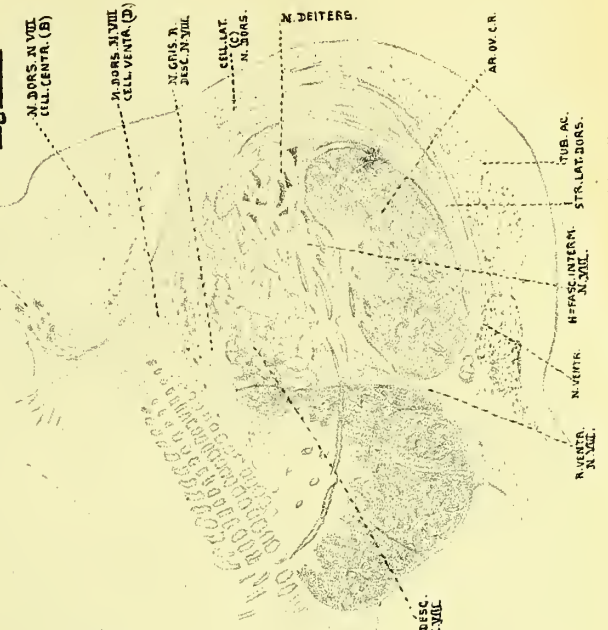 N. DORS. N VIII
CELL. CENTR. (B)
N. DORS. N. VIII
CELL. VENTR. (D)
N. GRIS. R.
DESC. N. VIII
CELL. LAT.
(C)
N. DORS.
N. DEITERS.
AR. OV. C.R.
TUB. AC.
STR. LAT. DORS.
H = FASC. INTERM.
N. VIII.
N. VENTR.
R. VENTR.
N. VIII.
DESC.
VIII.